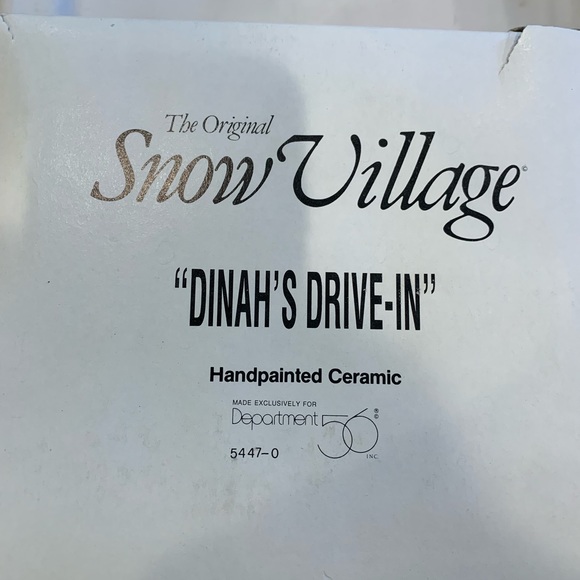 The Original
Snow Village©
“DINAH’S DRIVE-IN”
Handpainted Ceramic
MADE EXCLUSIVELY FOR
Department 56®©
INC.
5447-0